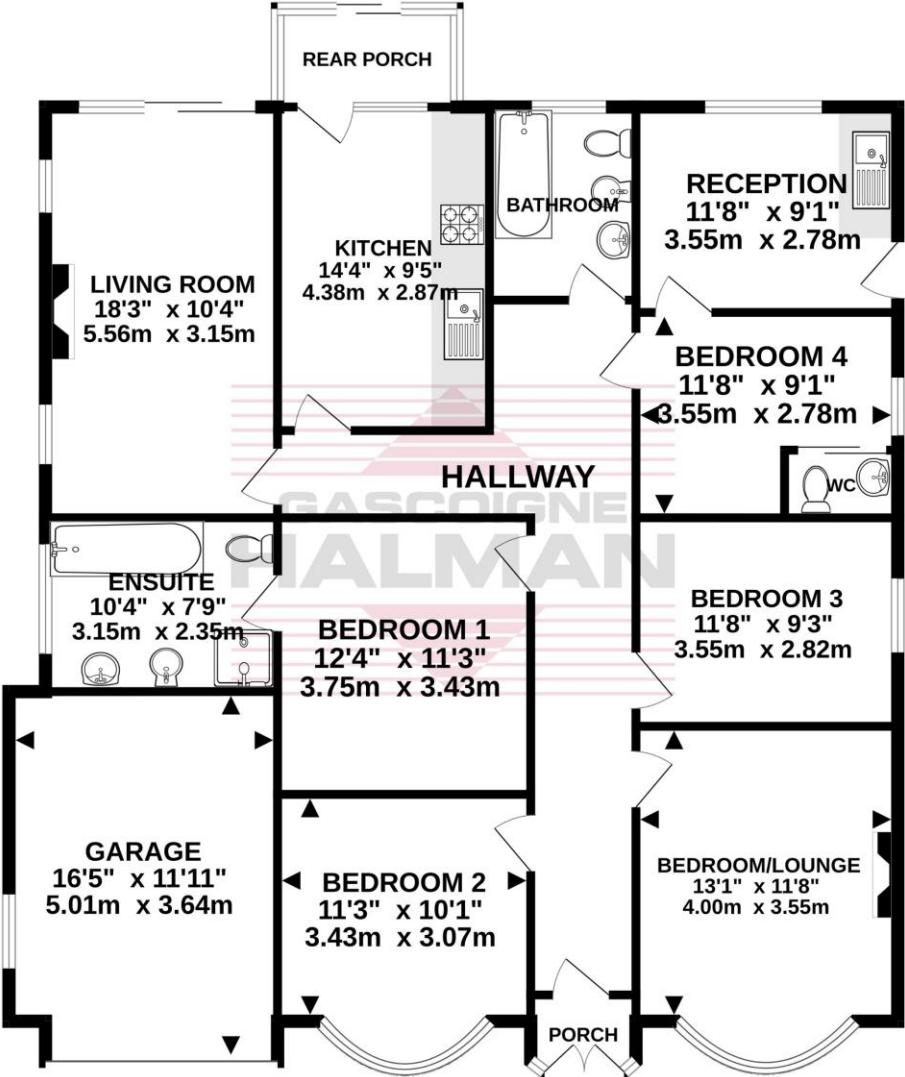 REAR PORCH
LIVING ROOM
18'3" x 10'4"
5.56m x 3.15m
KITCHEN
14'4" x 9'5"
4.38m x 2.87m
BATHROOM
RECEPTION
11'8" x 9'1"
3.55m x 2.78m
BEDROOM 4
11'8" x 9'1"
3.55m x 2.78m
WC
HALLWAY
GASCOIGNE
HALMAN
ENSUITE
10'4" x 7'9"
3.15m x 2.35m
BEDROOM 1
12'4" x 11'3"
3.75m x 3.43m
BEDROOM 3
11'8" x 9'3"
3.55m x 2.82m
GARAGE
16'5" x 11'11"
5.01m x 3.64m
BEDROOM 2
11'3" x 10'1"
3.43m x 3.07m
BEDROOM/LOUNGE
13'1" x 11'8"
4.00m x 3.55m
PORCH